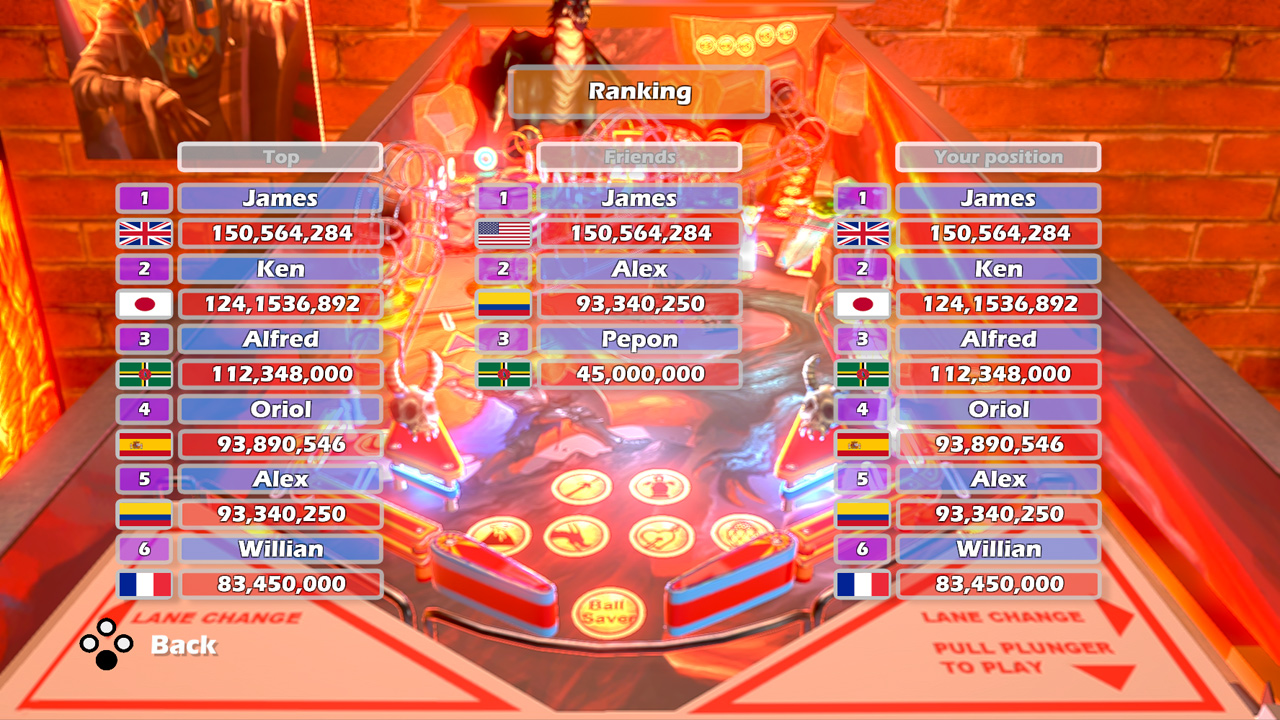 Ranking
Top
1 James
150,564,284
2 Ken
124,1536,892
3 Alfred
112,348,000
4 Oriol
93,890,546
5 Alex
93,340,250
6 Willian
83,450,000
Friends
1 James
150,564,284
2 Alex
93,340,250
3 Pepon
45,000,000
Your position
1 James
150,564,284
2 Ken
124,1536,892
3 Alfred
112,348,000
4 Oriol
93,890,546
5 Alex
93,340,250
6 Willian
83,450,000
Ball
Saver
LANE CHANGE
Back
LANE CHANGE
PULL PLUNGER
TO PLAY